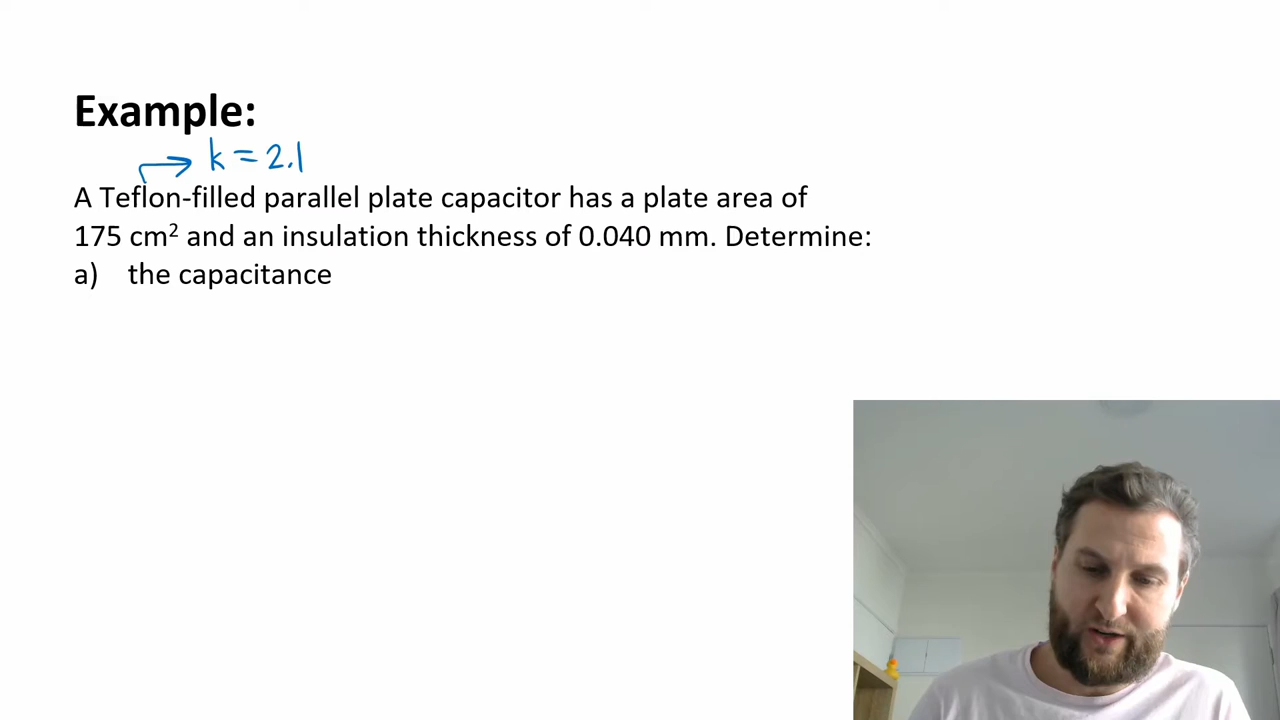 Example:
k = 2.1
A Teflon-filled parallel plate capacitor has a plate area of
175 cm² and an insulation thickness of 0.040 mm. Determine:
a) the capacitance